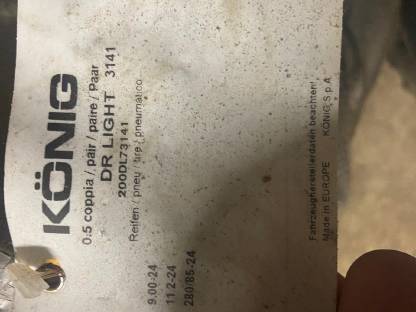 KÖNIG
0.5 coppia / pair / paire / Paar
DR LIGHT 3141
200DL73141
Reifen / pneu / tire / pneumatico
9.00-24
11.2-24
280/85-24
Fahrzeugherstellerdaten beachten!
Made in EUROPE KÖNIG S.p.A.